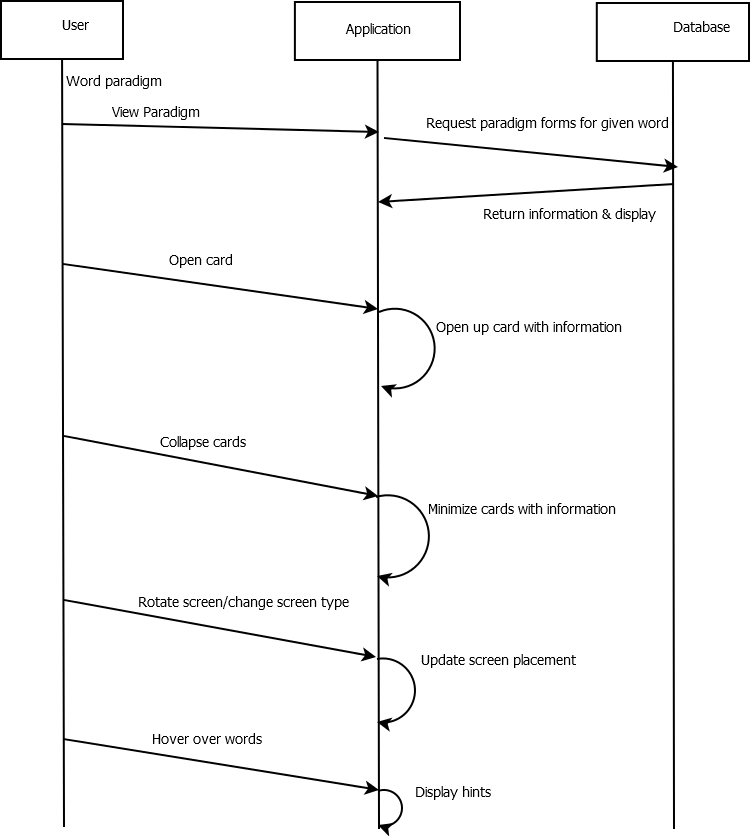 User
Application
Database
Word paradigm
View Paradigm
Request paradigm forms for given word
Return information & display
Open card
Open up card with information
Collapse cards
Minimize cards with information
Rotate screen/change screen type
Update screen placement
Hover over words
Display hints